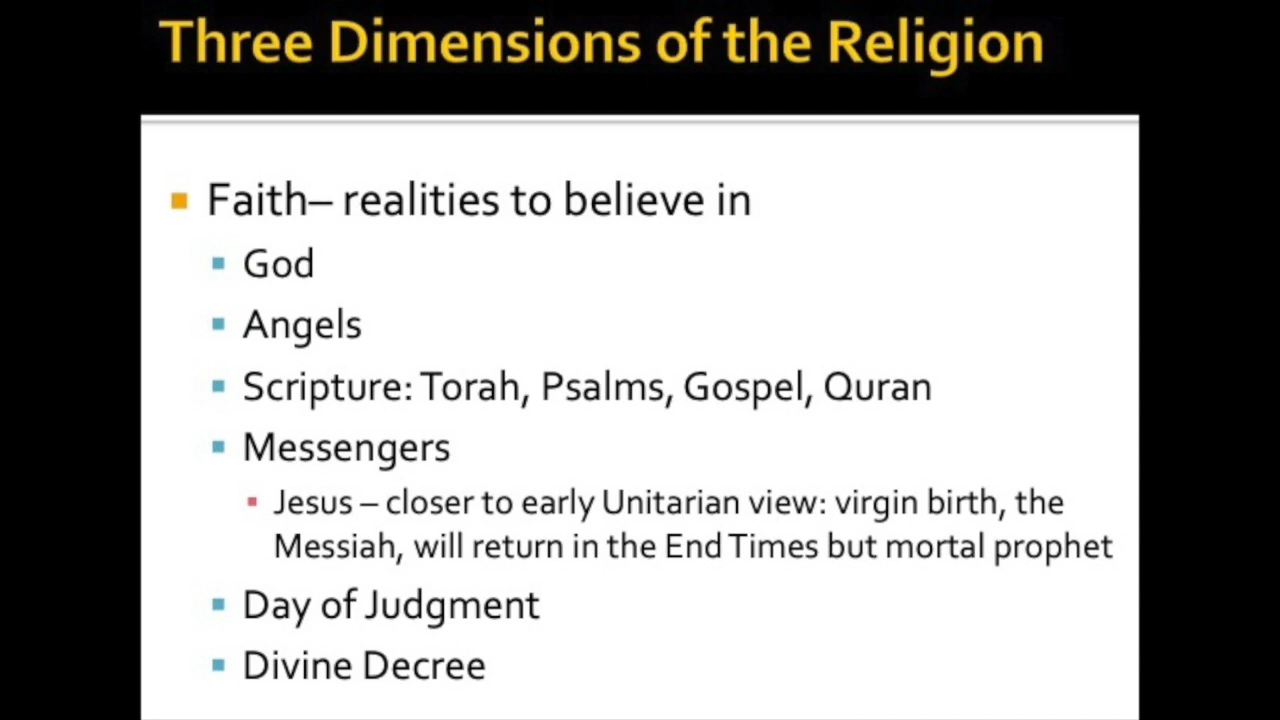 Three Dimensions of the Religion
Faith– realities to believe in
God
Angels
Scripture: Torah, Psalms, Gospel, Quran
Messengers
Jesus – closer to early Unitarian view: virgin birth, the
Messiah, will return in the End Times but mortal prophet
Day of Judgment
Divine Decree